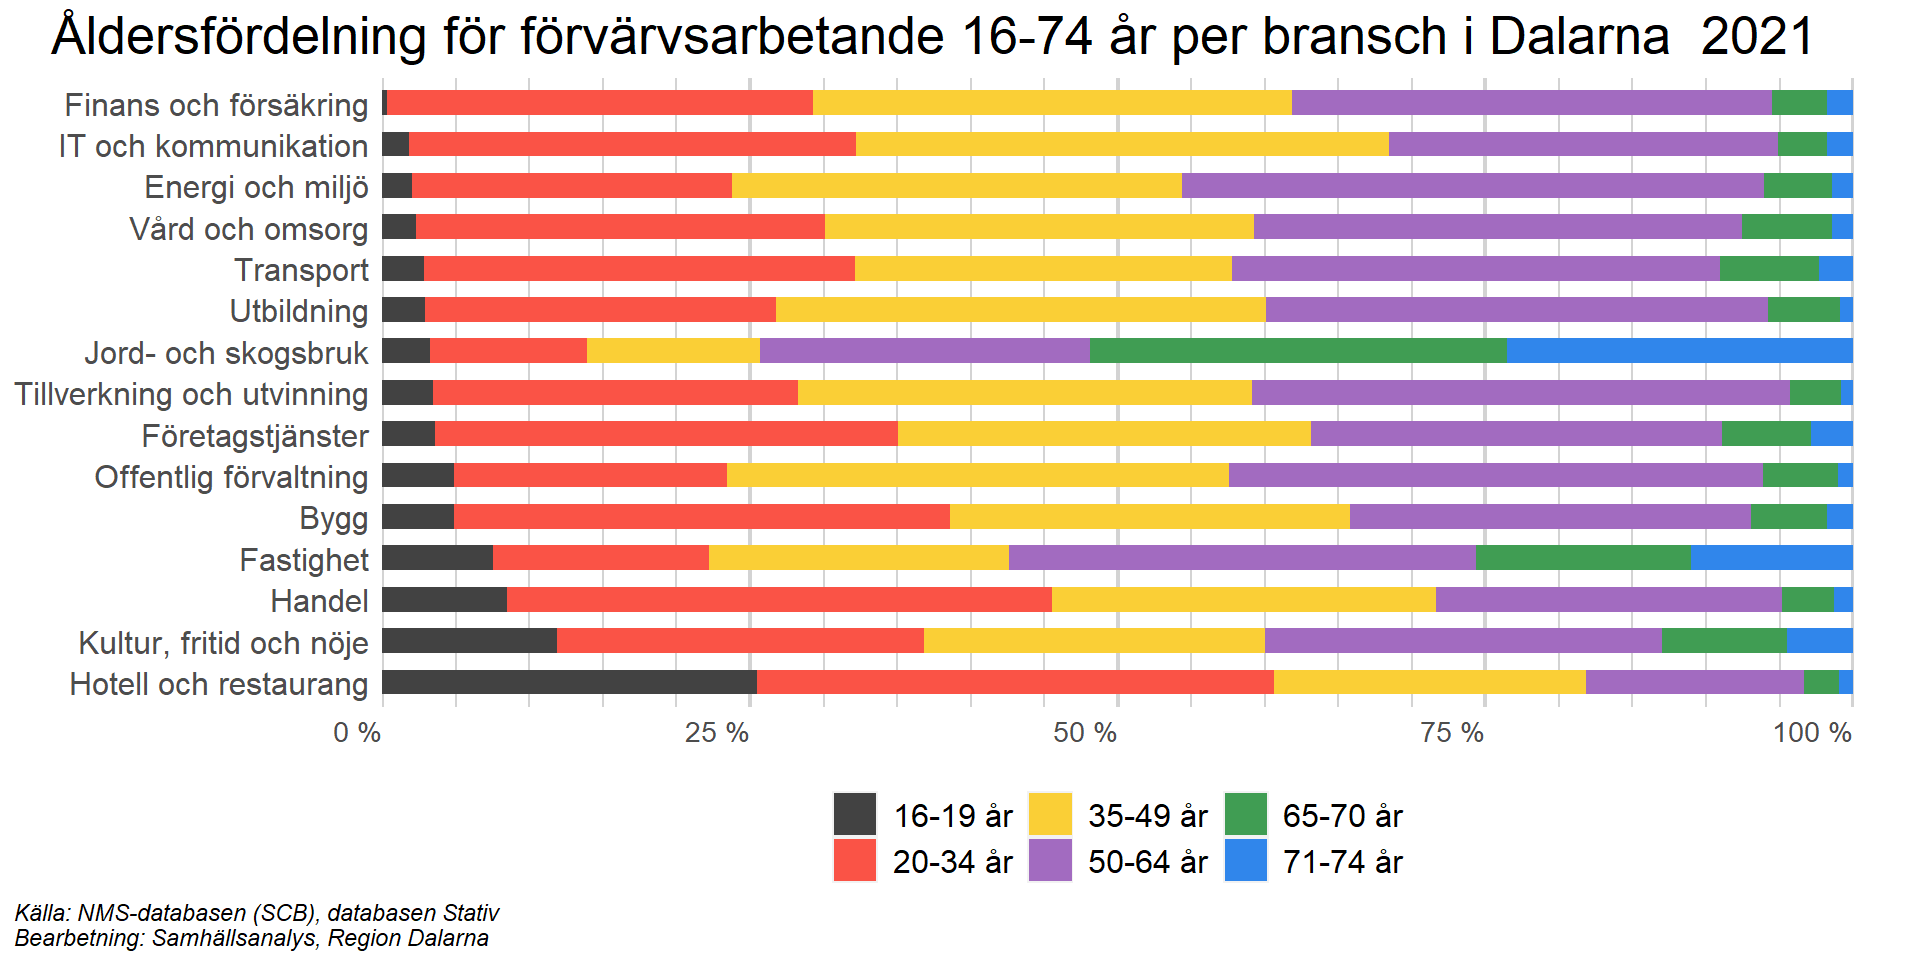 Åldersfördelning för förvärvsarbetande 16-74 år per bransch i Dalarna  2021
Finans och försäkring
IT och kommunikation
Energi och miljö
Vård och omsorg
Transport
Utbildning
Jord- och skogsbruk
Tillverkning och utvinning
Företagstjänster
Offentlig förvaltning
Bygg
Fastighet
Handel
Kultur, fritid och nöje
Hotell och restaurang
0 % 25 % 50 % 75 % 100 %
16-19 år 35-49 år 65-70 år
20-34 år 50-64 år 71-74 år
Källa: NMS-databasen (SCB), databasen Stativ
Bearbetning: Samhällsanalys, Region Dalarna